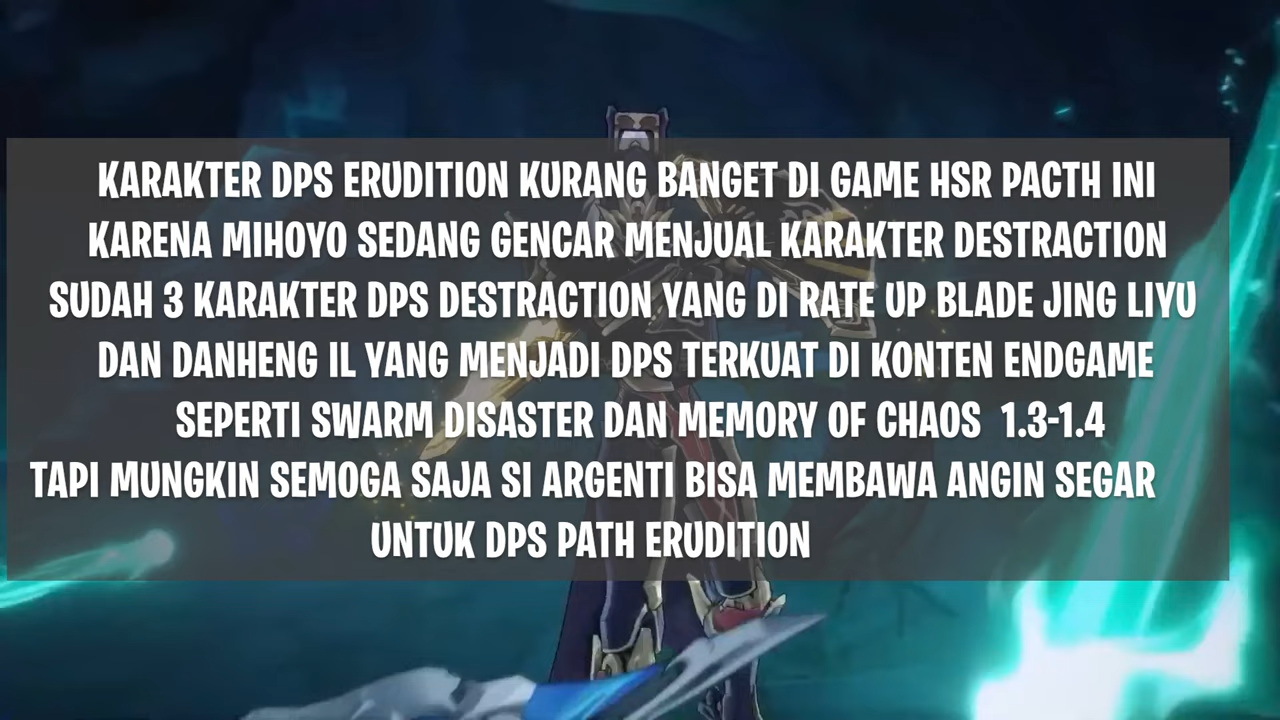 KARAKTER DPS ERUDITION KURANG BANGET DI GAME HSR PACTH INI
KARENA MIHOYO SEDANG GENCAR MENJUAL KARAKTER DESTRACTION
SUDAH 3 KARAKTER DPS DESTRACTION YANG DI RATE UP BLADE JING LIYU
DAN DANHENG IL YANG MENJADI DPS TERKUAT DI KONTEN ENDGAME
SEPERTI SWARM DISASTER DAN MEMORY OF CHAOS 1.3-1.4
TAPI MUNGKIN SEMOGA SAJA SI ARGENTI BISA MEMBAWA ANGIN SEGAR
UNTUK DPS PATH ERUDITION